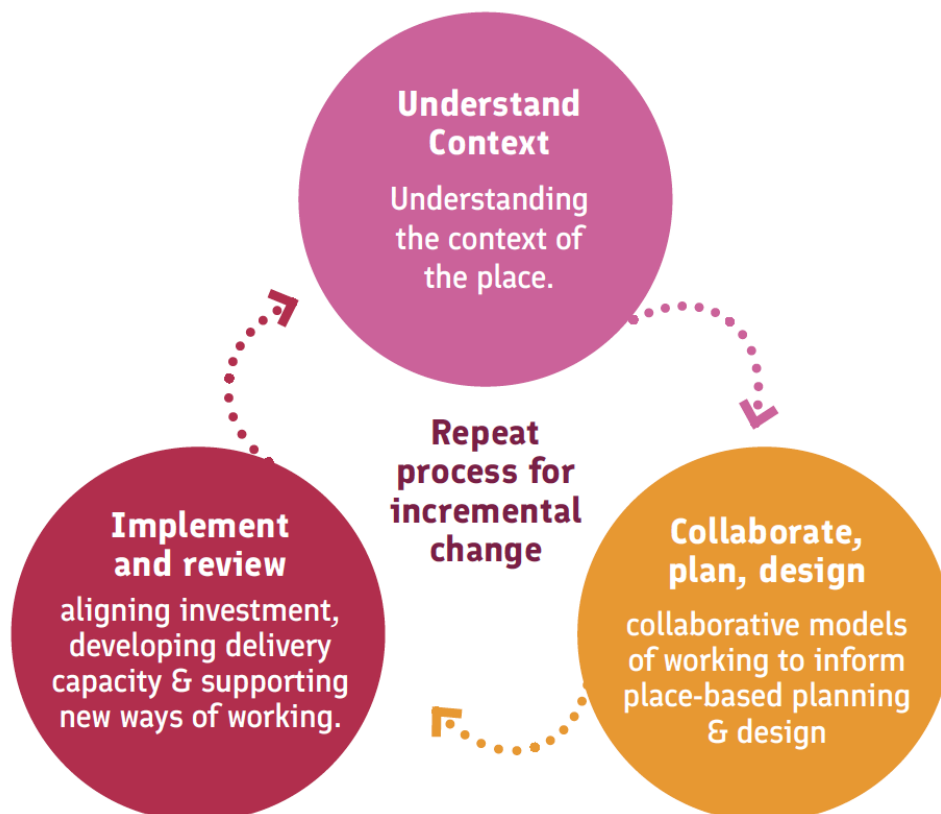 Understand
Context
Understanding
the context of
the place.
Repeat
process for
incremental
change
Collaborate,
plan, design
collaborative models
of working to inform
place-based planning
& design
Implement
and review
aligning investment,
developing delivery
capacity & supporting
new ways of working.